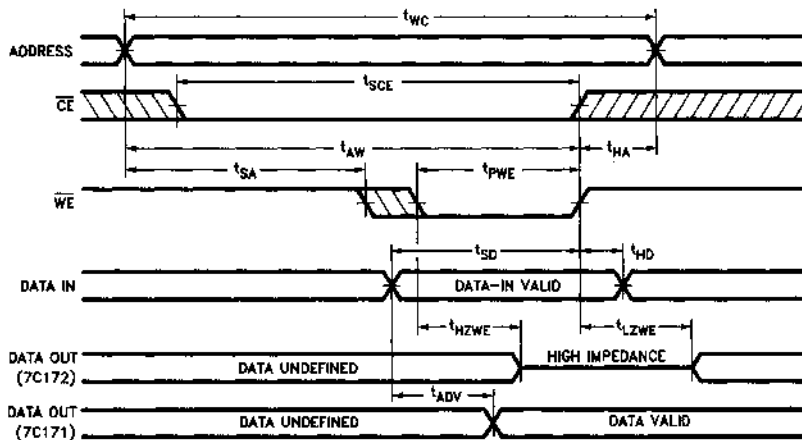 tWC
ADDRESS
tSCE
CE
tAW
tHA
tSA
tPWE
WE
tSD
tHD
DATA IN
DATA-IN VALID
tHZWE
tLZWE
DATA OUT
(7C172)
DATA UNDEFINED
HIGH IMPEDANCE
tADV
DATA OUT
(7C171)
DATA UNDEFINED
DATA VALID